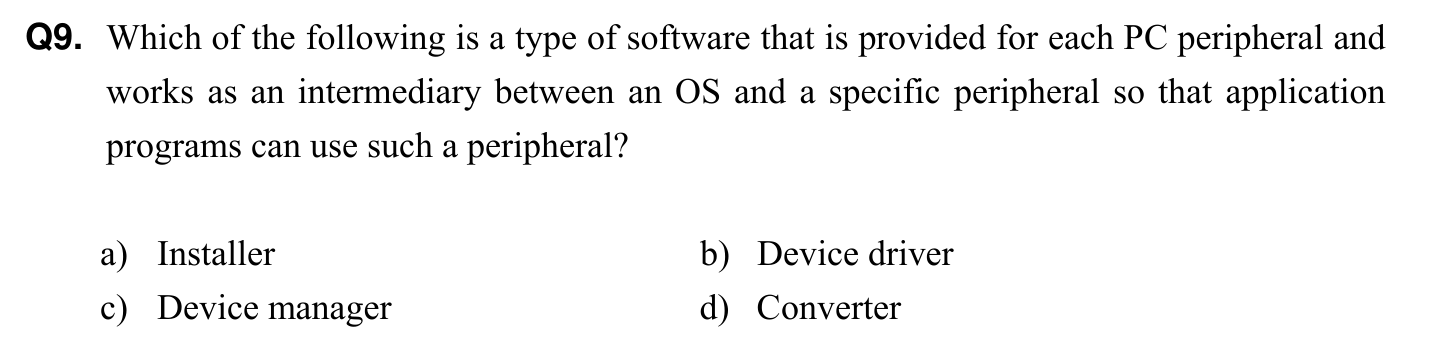 Q9. Which of the following is a type of software that is provided for each PC peripheral and
works as an intermediary between an OS and a specific peripheral so that application
programs can use such a peripheral?
a) Installer b) Device driver
c) Device manager d) Converter